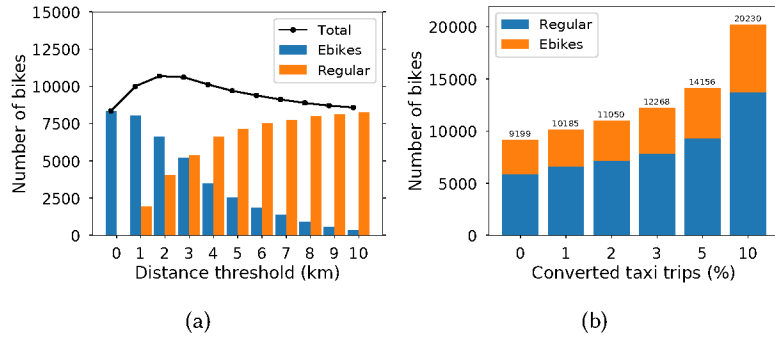 15000
12500
10000
7500
5000
2500
0
Number of bikes
Total
Ebikes
Regular
0 1 2 3 4 5 6 7 8 9 10
Distance threshold (km)
(a)
20000
15000
10000
5000
0
Number of bikes
Regular
Ebikes
9199
10185
11050
12268
14156
20230
0 1 2 3 5 10
Converted taxi trips (%)
(b)